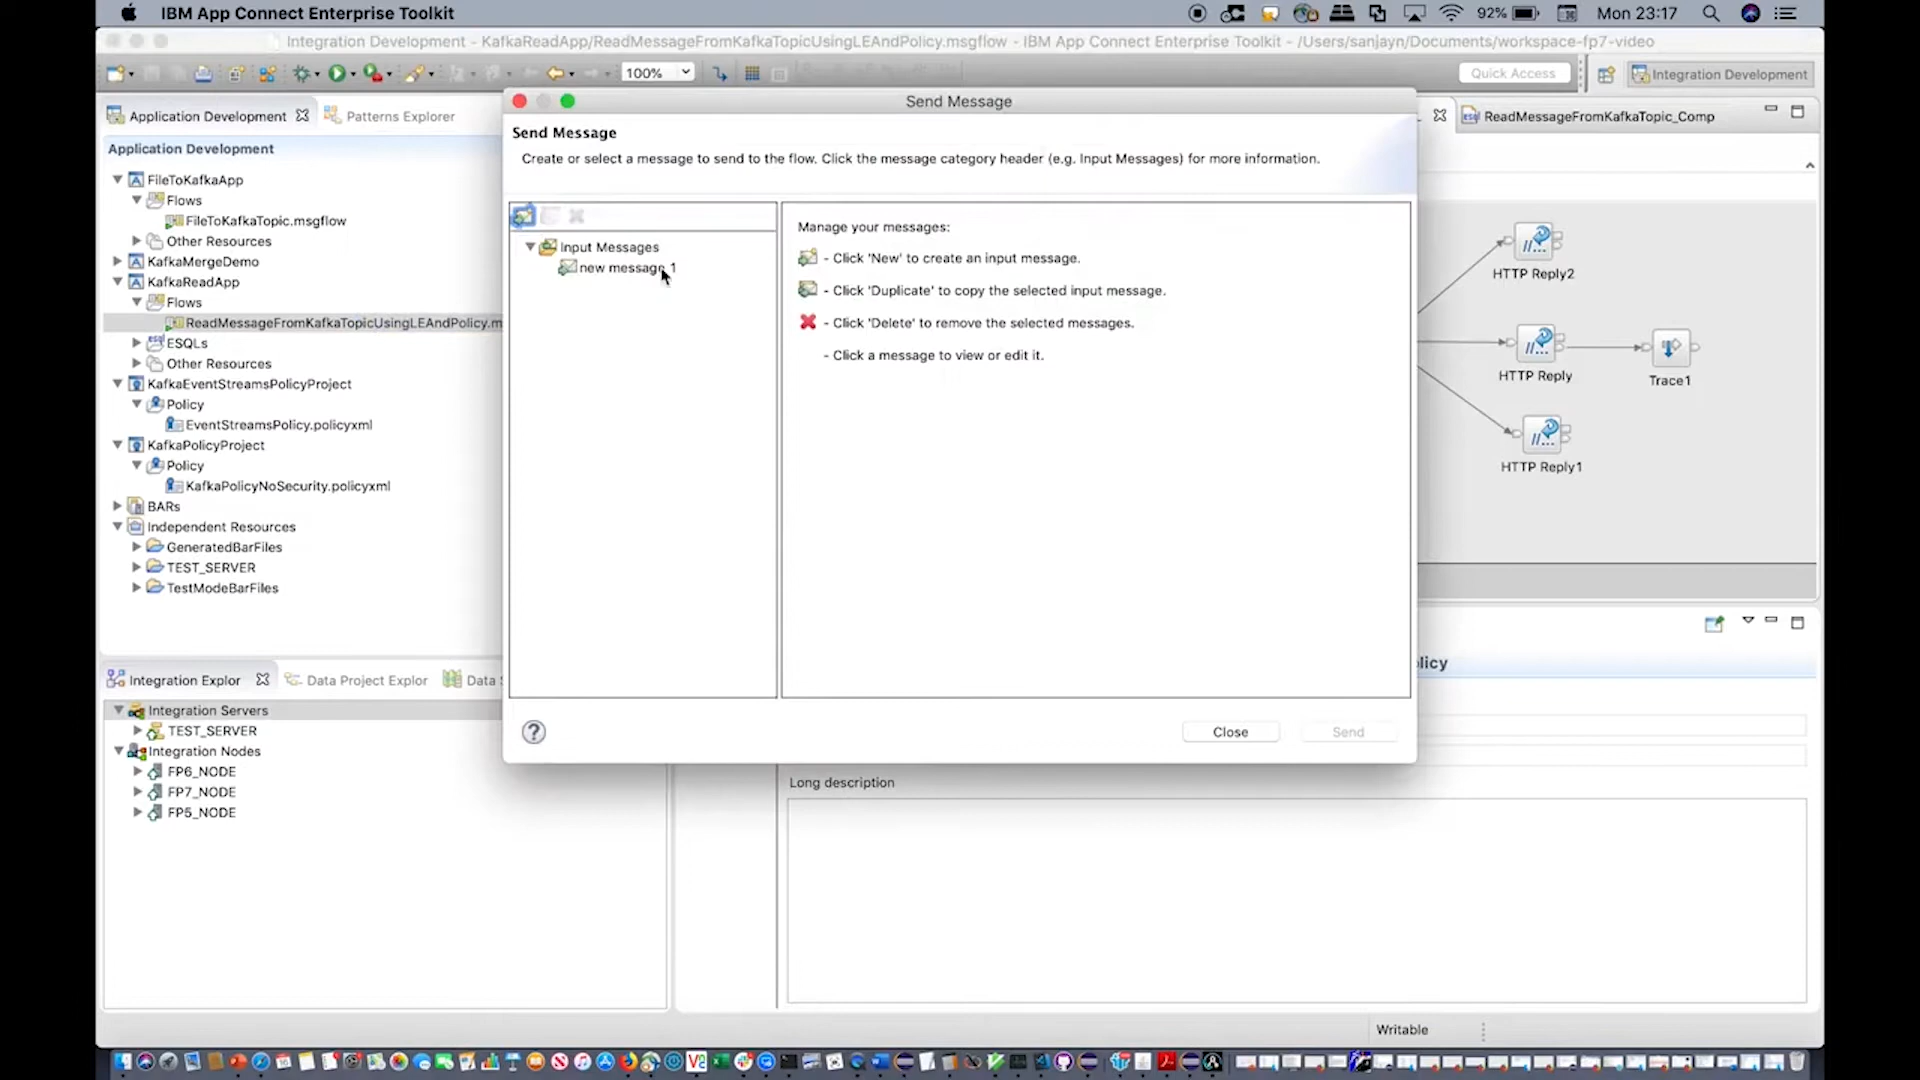 IBM App Connect Enterprise Toolkit
92%
Mon 23:17
Integration Development - KafkaReadApp/ReadMessageFromKafkaTopicUsingLEAndPolicy.msgflow - IBM App Connect Enterprise Toolkit - /Users/sanjayn/Documents/workspace-fp7-video
100%
Quick Access
Integration Development
Application Development
Patterns Explorer
Application Development
FileToKafkaApp
Flows
FileToKafkaTopic.msgflow
Other Resources
KafkaMergeDemo
KafkaReadApp
Flows
ReadMessageFromKafkaTopicUsingLEAndPolicy.m
ESQLs
Other Resources
KafkaEventStreamsPolicyProject
Policy
EventStreamsPolicy.policyxml
KafkaPolicyProject
Policy
KafkaPolicyNoSecurity.policyxml
BARs
Independent Resources
GeneratedBarFiles
TEST_SERVER
TestModeBarFiles
Send Message
Send Message
Create or select a message to send to the flow. Click the message category header (e.g. Input Messages) for more information.
Input Messages
new message 1
Manage your messages:
- Click 'New' to create an input message.
- Click 'Duplicate' to copy the selected input message.
- Click 'Delete' to remove the selected messages.
- Click a message to view or edit it.
Close
Send
ReadMessageFromKafkaTopic_Comp
HTTP Reply2
HTTP Reply
Trace1
HTTP Reply1
Integration Explor
Data Project Explor
Data S
Integration Servers
TEST_SERVER
Integration Nodes
FP6_NODE
FP7_NODE
FP5_NODE
licy
Long description
Writable